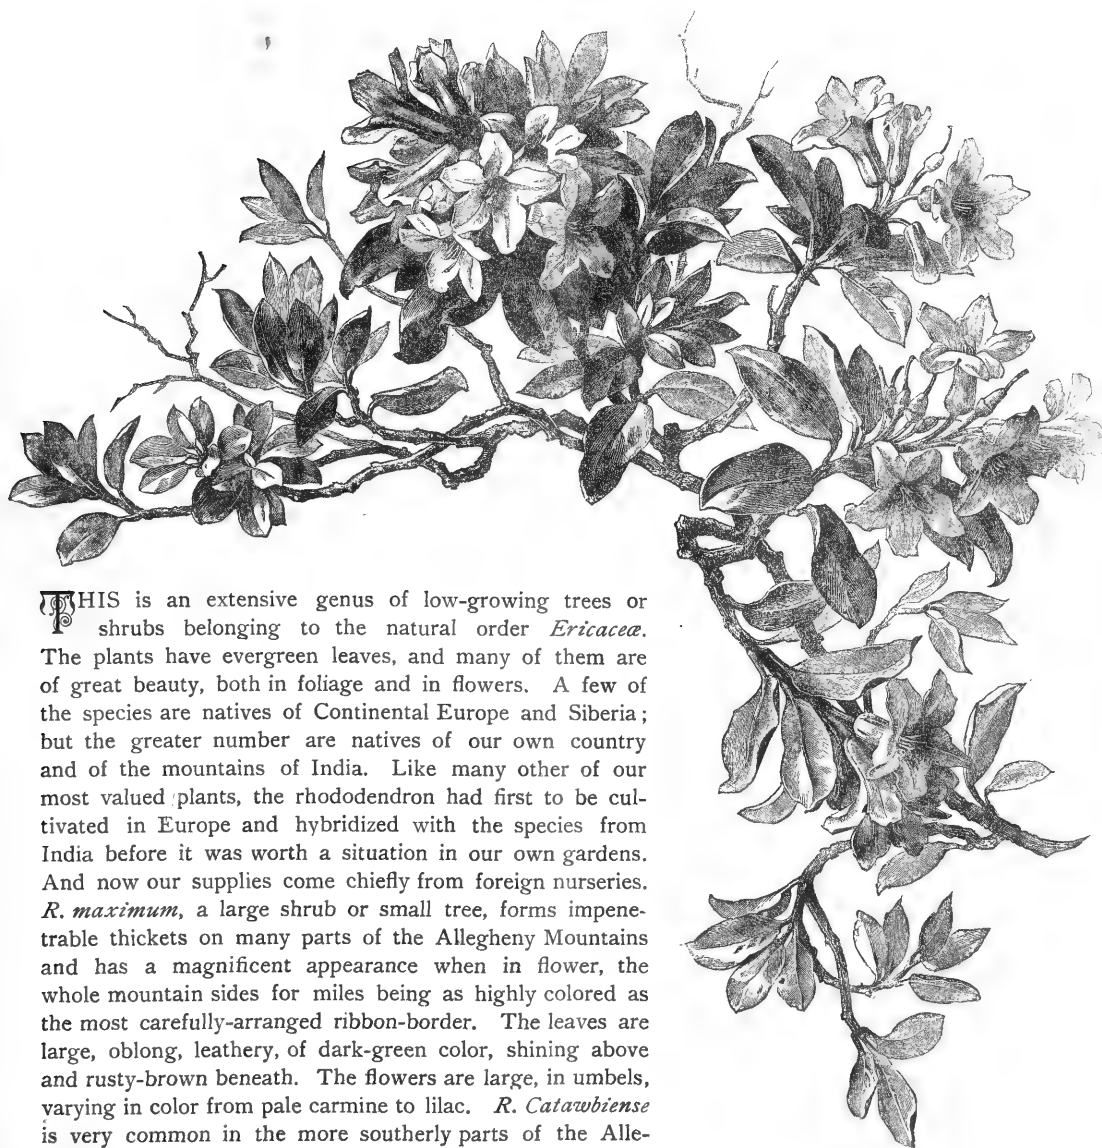 THIS is an extensive genus of low-growing trees or
shrubs belonging to the natural order Ericaceæ.
The plants have evergreen leaves, and many of them are
of great beauty, both in foliage and in flowers. A few of
the species are natives of Continental Europe and Siberia;
but the greater number are natives of our own country
and of the mountains of India. Like many other of our
most valued plants, the rhododendron had first to be cul-
tivated in Europe and hybridized with the species from
India before it was worth a situation in our own gardens.
And now our supplies come chiefly from foreign nurseries.
R. maximum, a large shrub or small tree, forms impene-
trable thickets on many parts of the Allegheny Mountains
and has a magnificent appearance when in flower, the
whole mountain sides for miles being as highly colored as
the most carefully-arranged ribbon-border. The leaves are
large, oblong, leathery, of dark-green color, shining above
and rusty-brown beneath. The flowers are large, in umbels,
varying in color from pale carmine to lilac. R. Catawbiense
is very common in the more southerly parts of the Alle-